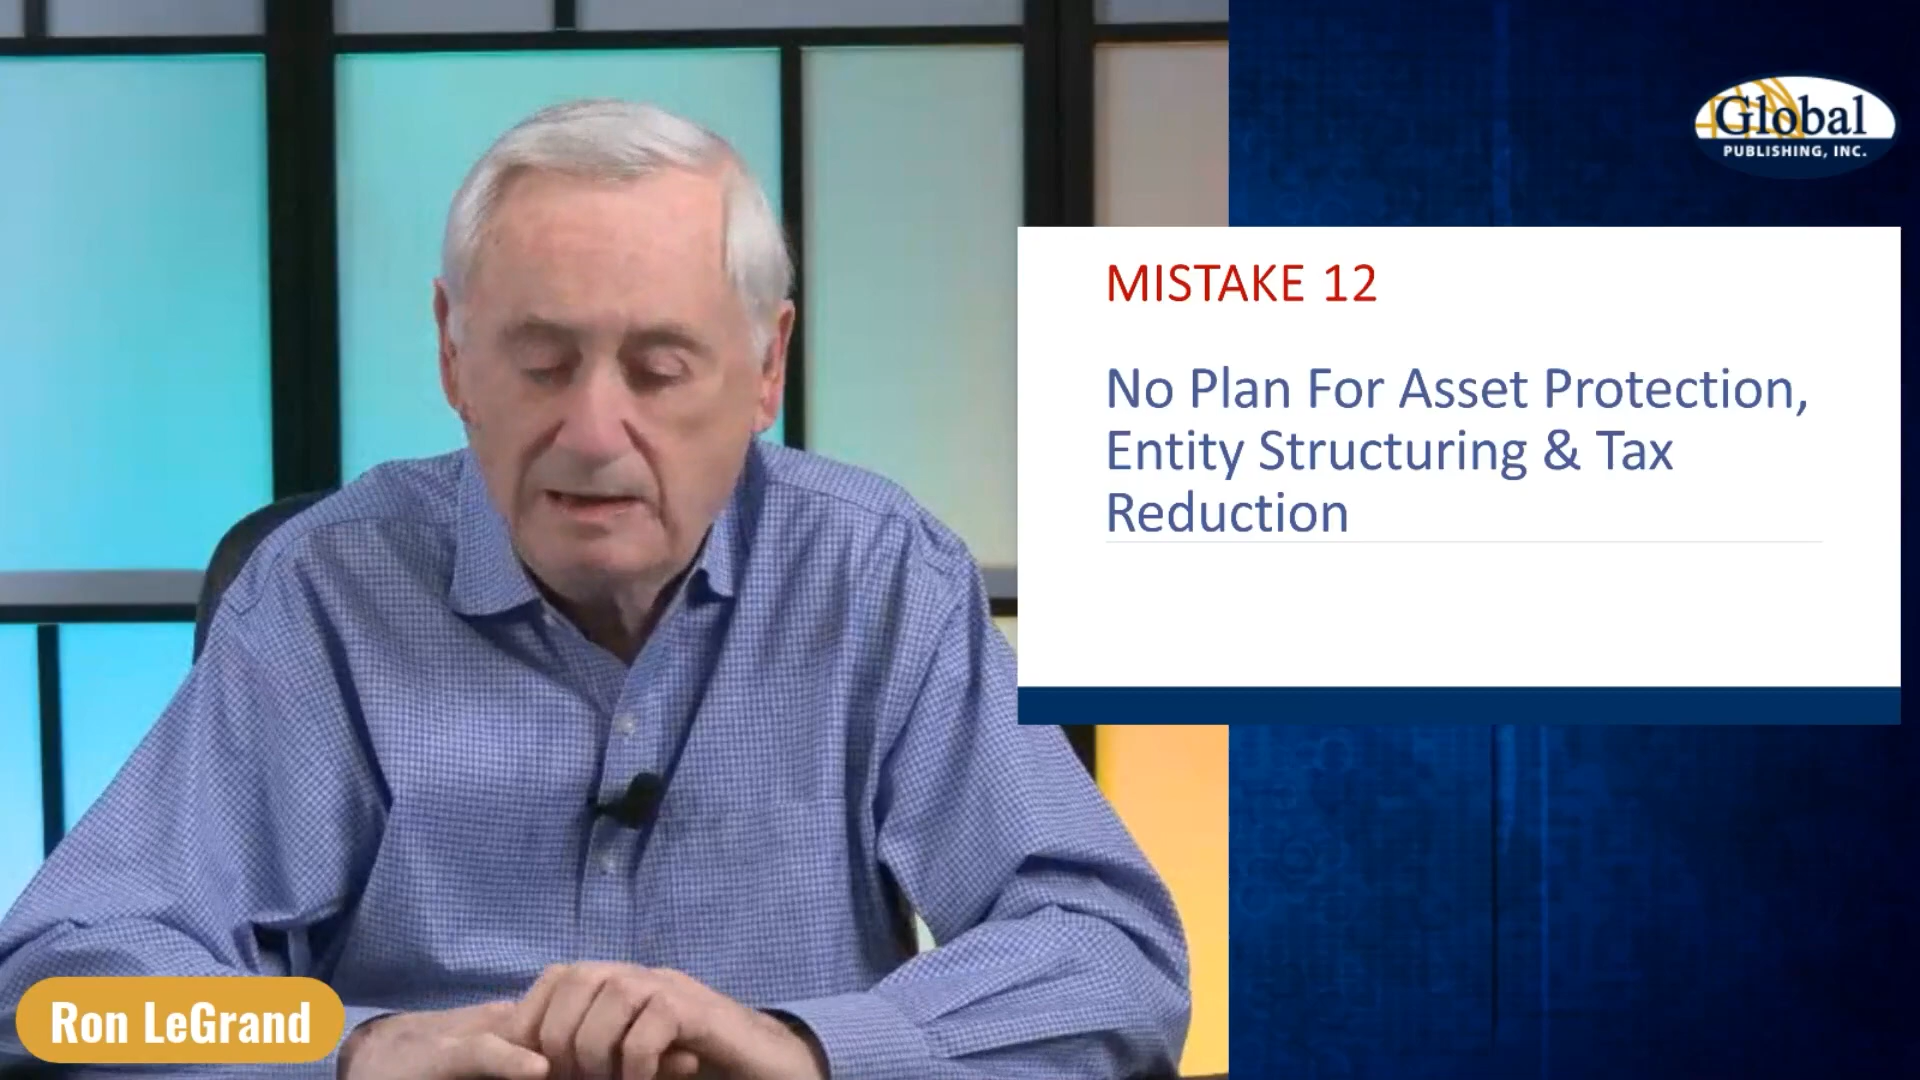 Global
PUBLISHING, INC.
MISTAKE 12
No Plan For Asset Protection,
Entity Structuring & Tax
Reduction
Ron LeGrand